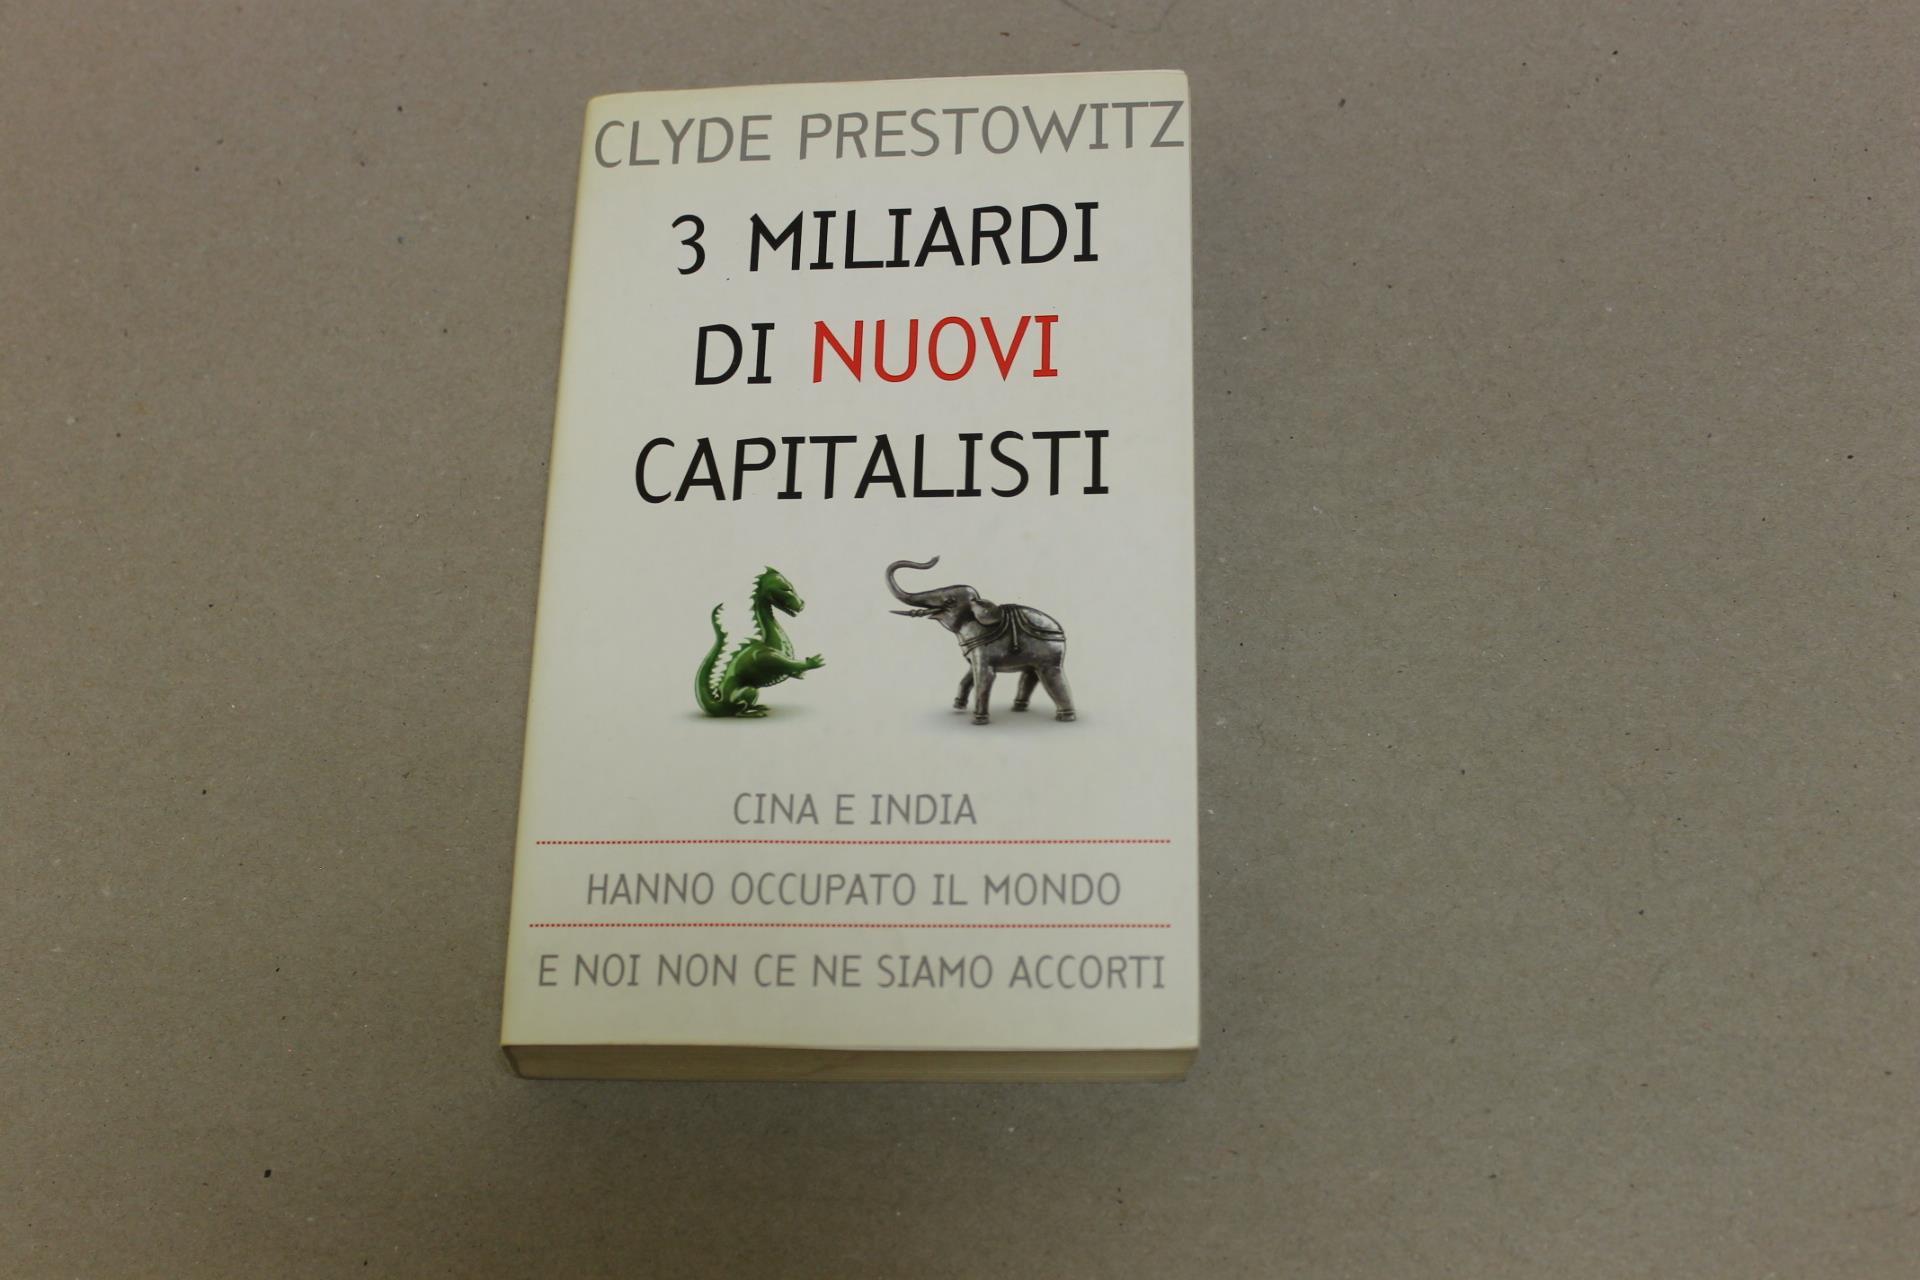 CLYDE PRESTOWITZ
3 MILIARDI
DI NUOVI
CAPITALISTI
CINA E INDIA
HANNO OCCUPATO IL MONDO
E NOI NON CE NE SIAMO ACCORTI